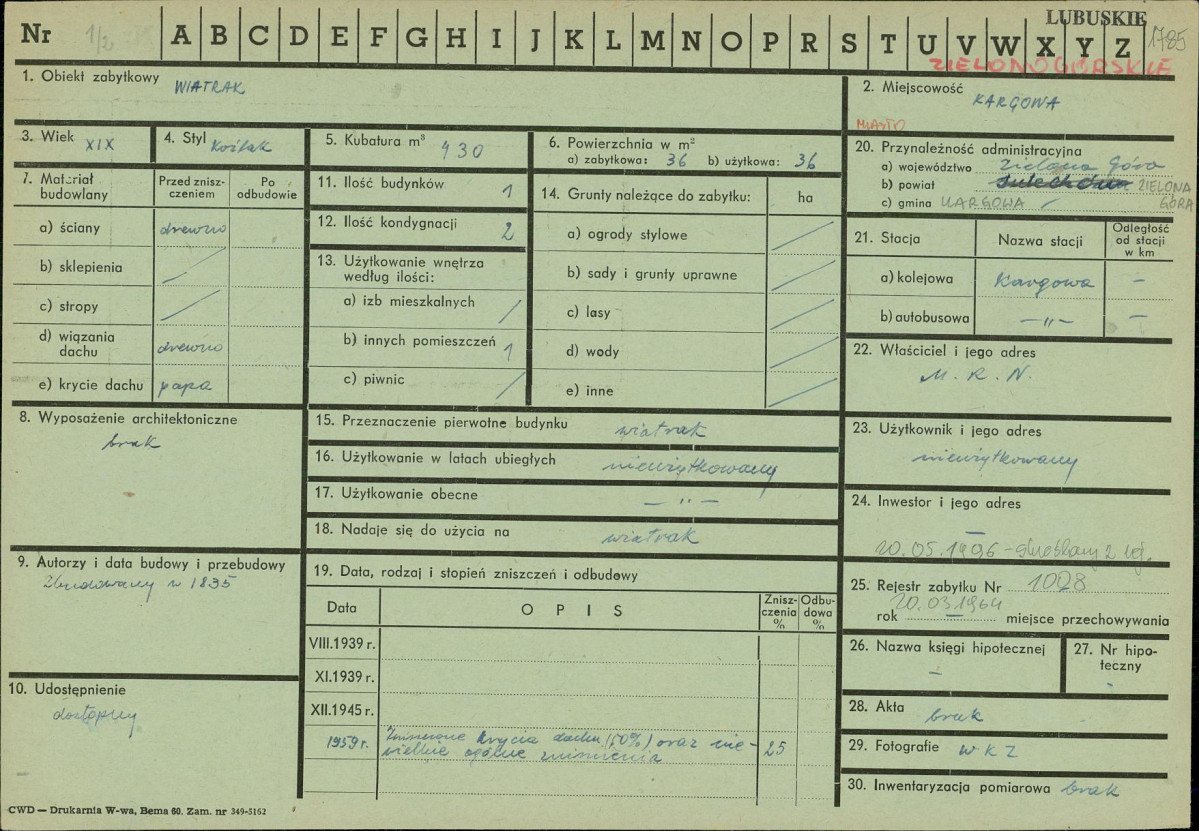 LUBUSKIE
Nr 1/2 A B C D E F G H I J K L M N O P R S T U V W X Y Z 1785
ZIELONOGÓRSKIE
1. Obiekt zabytkowy WIATRAK
2. Miejscowość KARGOWA
MIASTO
3. Wiek XIX
4. Styl Koźlak
5. Kubatura m³ 430
6. Powierzchnia w m²
a) zabytkowa: 36 b) użytkowa: 36
20. Przynależność administracyjna
a) województwo Zielona Góra
b) powiat Sulechów ZIELONA GÓRA
c) gmina KARGOWA
7. Materiał budowlany
Przed zniszczeniem
Po odbudowie
a) ściany drewno
b) sklepienia /
c) stropy /
d) wiązania dachu drewno
e) krycie dachu papa
11. Ilość budynków 1
12. Ilość kondygnacji 2
13. Użytkowanie wnętrza według ilości:
a) izb mieszkalnych /
b) innych pomieszczeń 1
c) piwnic /
14. Grunty należące do zabytku: ha
a) ogrody stylowe /
b) sady i grunty uprawne /
c) lasy /
d) wody /
e) inne /
21. Stacja
Nazwa stacji
Odległość od stacji w km
a) kolejowa Kargowa –
b) autobusowa –„– –
22. Właściciel i jego adres
M. R. N.
8. Wyposażenie architektoniczne
brak
15. Przeznaczenie pierwotne budynku wiatrak
16. Użytkowanie w latach ubiegłych nieużytkowany
17. Użytkowanie obecne – „ –
18. Nadaje się do użycia na wiatrak
23. Użytkownik i jego adres
nieużytkowany
24. Inwestor i jego adres
–
20.05.1996 - skreślony z rej.
9. Autorzy i data budowy i przebudowy
Zbudowany w 1835
19. Data, rodzaj i stopień zniszczeń i odbudowy
Data
O P I S
Zniszczenia %
Odbudowa %
VIII.1939 r.
XI.1939 r.
XII.1945 r.
1959 r. Zniszczone krycia dachu (50%) oraz nie-
wielkie ogólne zniszczenia 25
25. Rejestr zabytku Nr 1028
rok 20.03.1964 miejsce przechowywania
26. Nazwa księgi hipotecznej
–
27. Nr hipoteczny
-
10. Udostępnienie
dostępny
28. Akta brak
29. Fotografie W K Z
30. Inwentaryzacja pomiarowa brak
CWD — Drukarnia W-wa, Bema 60. Zam. nr 349-5162